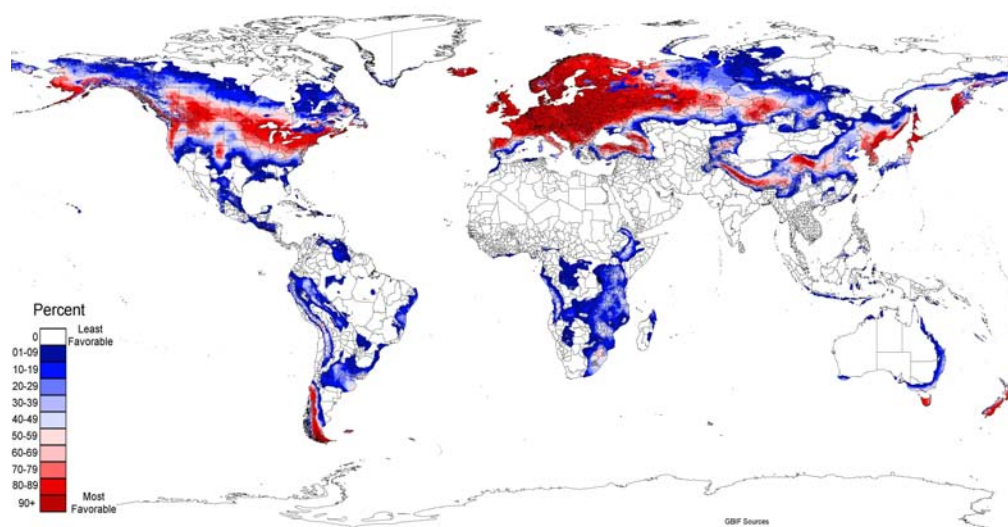 Percent
0
Least
Favorable
01-09
10-19
20-29
30-39
40-49
50-59
60-69
70-79
80-89
90+
Most
Favorable
GBIF Sources